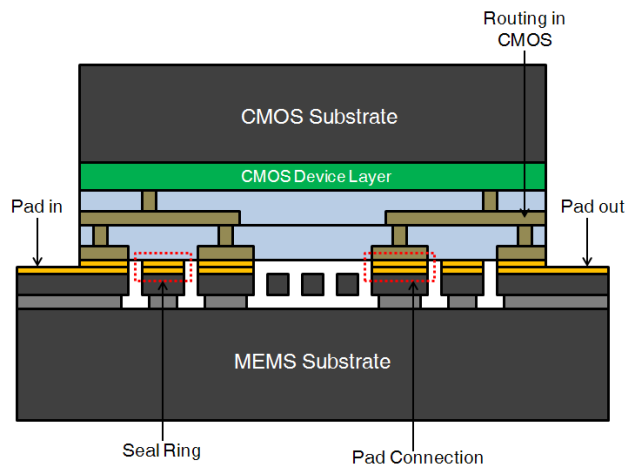 Routing in
CMOS
CMOS Substrate
CMOS Device Layer
Pad in
Pad out
MEMS Substrate
Seal Ring
Pad Connection